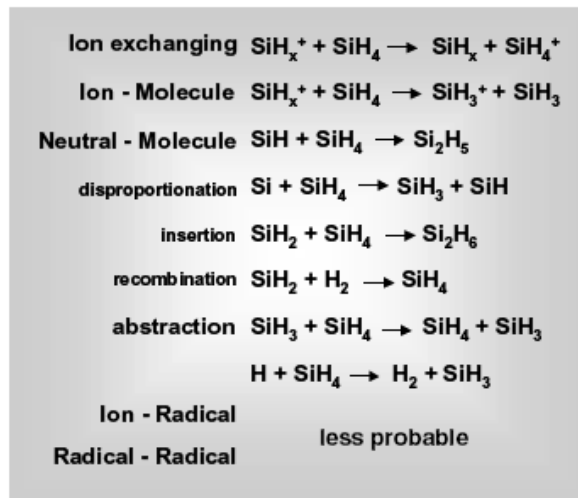 Ion exchanging SiHₓ⁺ + SiH₄ → SiHₓ + SiH₄⁺
Ion - Molecule SiHₓ⁺ + SiH₄ → SiH₃⁺ + SiH₃
Neutral - Molecule SiH + SiH₄ → Si₂H₅
disproportionation Si + SiH₄ → SiH₃ + SiH
insertion SiH₂ + SiH₄ → Si₂H₆
recombination SiH₂ + H₂ → SiH₄
abstraction SiH₃ + SiH₄ → SiH₄ + SiH₃
H + SiH₄ → H₂ + SiH₃
Ion - Radical
less probable
Radical - Radical